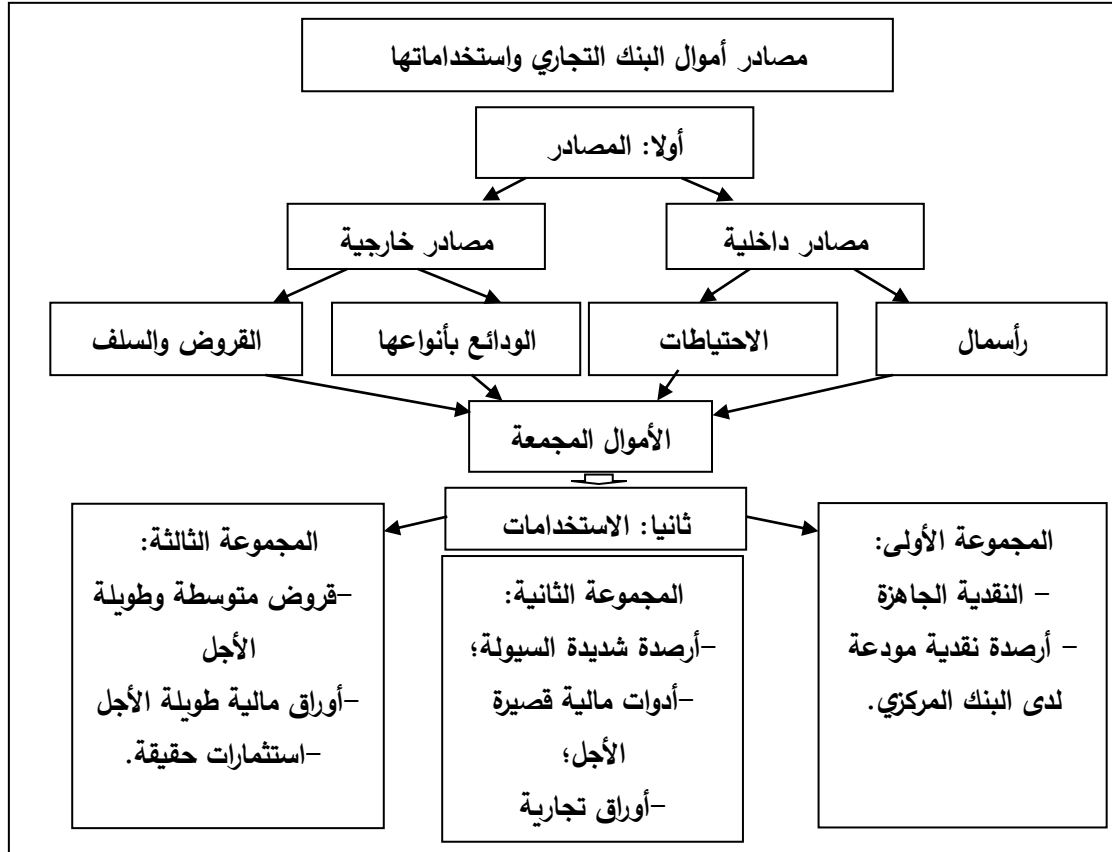 مصادر أموال البنك التجاري واستخداماتها
أولا: المصادر
مصادر داخلية
مصادر خارجية
رأسمال
الاحتياطات
الودائع بأنواعها
القروض والسلف
الأموال المجمعة
ثانيا: الاستخدامات
المجموعة الأولى:
- النقدية الجاهزة
- أرصدة نقدية مودعة
لدى البنك المركزي.
المجموعة الثانية:
-أرصدة شديدة السيولة؛
-أدوات مالية قصيرة
الأجل؛
-أوراق تجارية
المجموعة الثالثة:
-قروض متوسطة وطويلة
الأجل
-أوراق مالية طويلة الأجل
-استثمارات حقيقة.